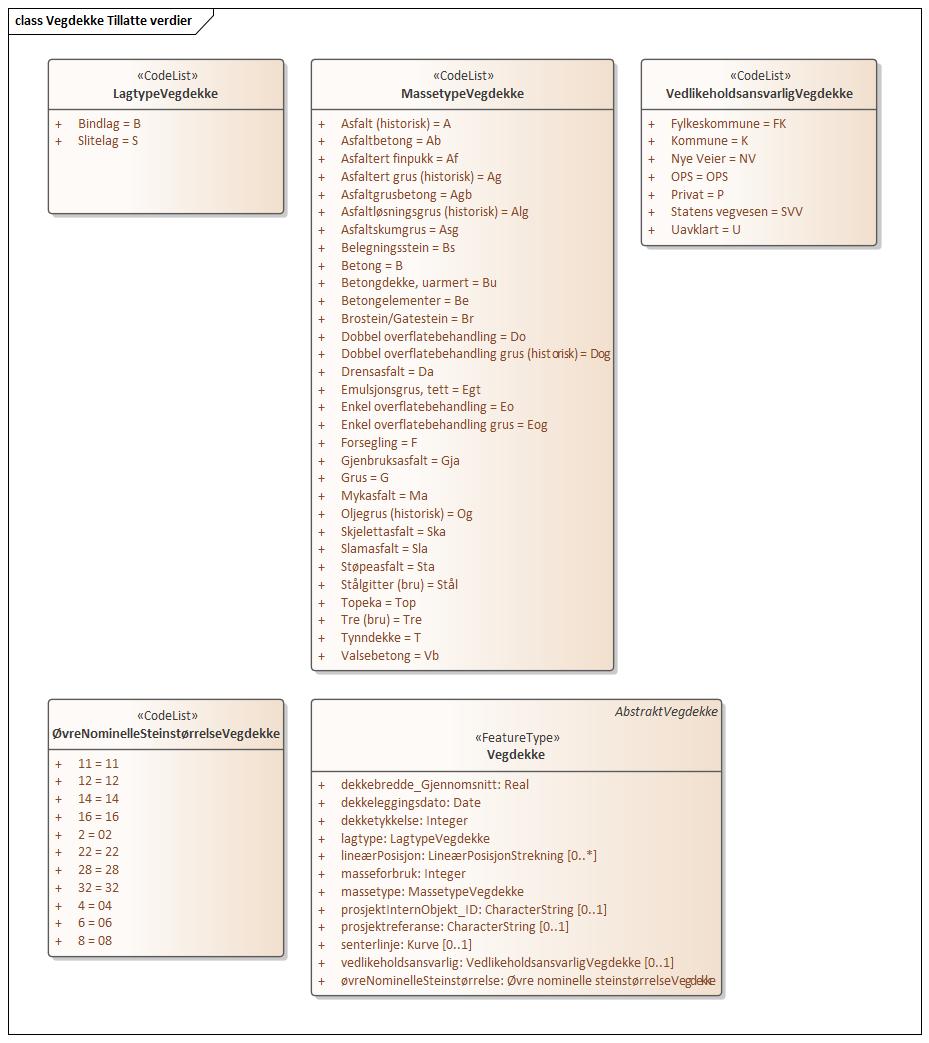 class Vegdekke Tillatte verdier
«CodeList»
LagtypeVegdekke
+ Bindlag = B
+ Slitelag = S
«CodeList»
MassetypeVegdekke
+ Asfalt (historisk) = A
+ Asfaltbetong = Ab
+ Asfaltert finpukk = Af
+ Asfaltert grus (historisk) = Ag
+ Asfaltgrusbetong = Agb
+ Asfaltløsningsgrus (historisk) = Alg
+ Asfaltskumgrus = Asg
+ Belegningsstein = Bs
+ Betong = B
+ Betongdekke, uarmert = Bu
+ Betongelementer = Be
+ Brostein/Gatestein = Br
+ Dobbel overflatebehandling = Do
+ Dobbel overflatebehandling grus (historisk) = Dog
+ Drensasfalt = Da
+ Emulsjonsgrus, tett = Egt
+ Enkel overflatebehandling = Eo
+ Enkel overflatebehandling grus = Eog
+ Forsegling = F
+ Gjenbruksasfalt = Gja
+ Grus = G
+ Mykasfalt = Ma
+ Oljegrus (historisk) = Og
+ Skjelettasfalt = Ska
+ Slamasfalt = Sla
+ Støpeasfalt = Sta
+ Stålgitter (bru) = Stål
+ Topeka = Top
+ Tre (bru) = Tre
+ Tynndekke = T
+ Valsebetong = Vb
«CodeList»
VedlikeholdsansvarligVegdekke
+ Fylkeskommune = FK
+ Kommune = K
+ Nye Veier = NV
+ OPS = OPS
+ Privat = P
+ Statens vegvesen = SVV
+ Uavklart = U
«CodeList»
ØvreNominelleSteinstørrelseVegdekke
+ 11 = 11
+ 12 = 12
+ 14 = 14
+ 16 = 16
+ 2 = 02
+ 22 = 22
+ 28 = 28
+ 32 = 32
+ 4 = 04
+ 6 = 06
+ 8 = 08
AbstraktVegdekke
«FeatureType»
Vegdekke
+ dekkebredde_Gjennomsnitt: Real
+ dekkeleggingsdato: Date
+ dekketykkelse: Integer
+ lagtype: LagtypeVegdekke
+ lineærPosisjon: LineærPosisjonStrekning [0..*]
+ masseforbruk: Integer
+ massetype: MassetypeVegdekke
+ prosjektInternObjekt_ID: CharacterString [0..1]
+ prosjektreferanse: CharacterString [0..1]
+ senterlinje: Kurve [0..1]
+ vedlikeholdsansvarlig: VedlikeholdsansvarligVegdekke [0..1]
+ øvreNominelleSteinstørrelse: Øvre nominelle steinstørrelseVegdekke